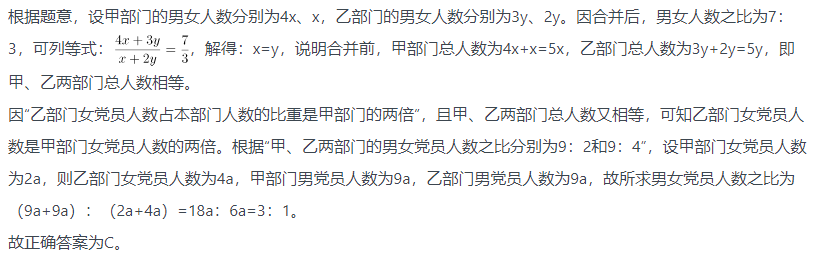 根据题意，设甲部门的男女人数分别为4x、x，乙部门的男女人数分别为3y、2y。因合并后，男女人数之比为7：
3，可列等式：\frac{4x+3y}{x+2y}=\frac{7}{3}，解得：x=y，说明合并前，甲部门总人数为4x+x=5x，乙部门总人数为3y+2y=5y，即
甲、乙两部门总人数相等。
因“乙部门女党员人数占本部门人数的比重是甲部门的两倍”，且甲、乙两部门总人数又相等，可知乙部门女党员人
数是甲部门女党员人数的两倍。根据“甲、乙两部门的男女党员人数之比分别为9：2和9：4”，设甲部门女党员人数
为2a，则乙部门女党员人数为4a，甲部门男党员人数为9a，乙部门男党员人数为9a，故所求男女党员人数之比为
（9a+9a）：（2a+4a）=18a：6a=3：1。
故正确答案为C。